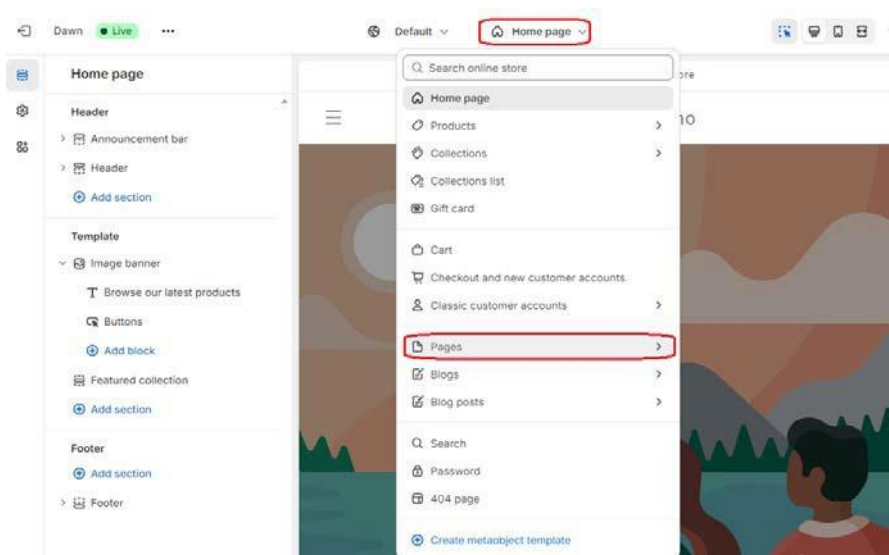 Dawn Live ... Default Home page
Home page
Header
Announcement bar
Header
Add section
Template
Image banner
Browse our latest products
Buttons
Add block
Featured collection
Add section
Footer
Add section
Footer
Search online store
Home page
Products
Collections
Collections list
Gift card
Cart
Checkout and new customer accounts
Classic customer accounts
Pages
Blogs
Blog posts
Search
Password
404 page
Create metaobject template
ore
no